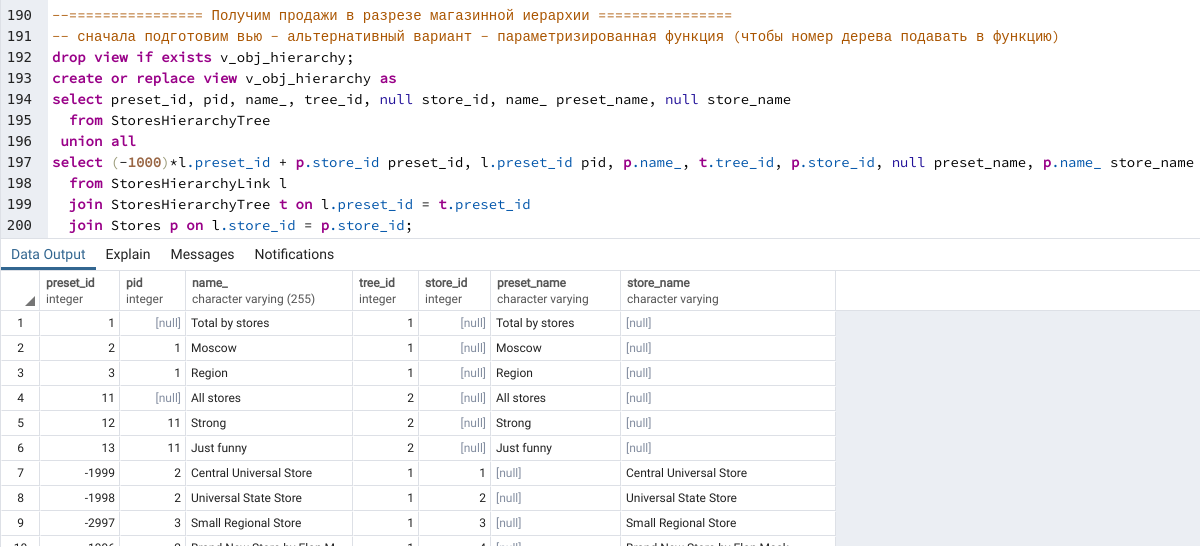 190 --================ Получим продажи в разрезе магазинной иерархии ================
191 -- сначала подготовим вью - альтернативный вариант - параметризированная функция (чтобы номер дерева подавать в функцию)
192 drop view if exists v_obj_hierarchy;
193 create or replace view v_obj_hierarchy as
194 select preset_id, pid, name_, tree_id, null store_id, name_ preset_name, null store_name
195 from StoresHierarchyTree
196 union all
197 select (-1000)*l.preset_id + p.store_id preset_id, l.preset_id pid, p.name_, t.tree_id, p.store_id, null preset_name, p.name_ store_name
198 from StoresHierarchyLink l
199 join StoresHierarchyTree t on l.preset_id = t.preset_id
200 join Stores p on l.store_id = p.store_id;
Data Output Explain Messages Notifications
preset_id pid name_ tree_id store_id preset_name store_name
integer integer character varying (255) integer integer character varying character varying
1 1 [null] Total by stores 1 [null] Total by stores [null]
2 2 1 Moscow 1 [null] Moscow [null]
3 3 1 Region 1 [null] Region [null]
4 11 [null] All stores 2 [null] All stores [null]
5 12 11 Strong 2 [null] Strong [null]
6 13 11 Just funny 2 [null] Just funny [null]
7 -1999 2 Central Universal Store 1 1 [null] Central Universal Store
8 -1998 2 Universal State Store 1 2 [null] Universal State Store
9 -2997 3 Small Regional Store 1 3 [null] Small Regional Store